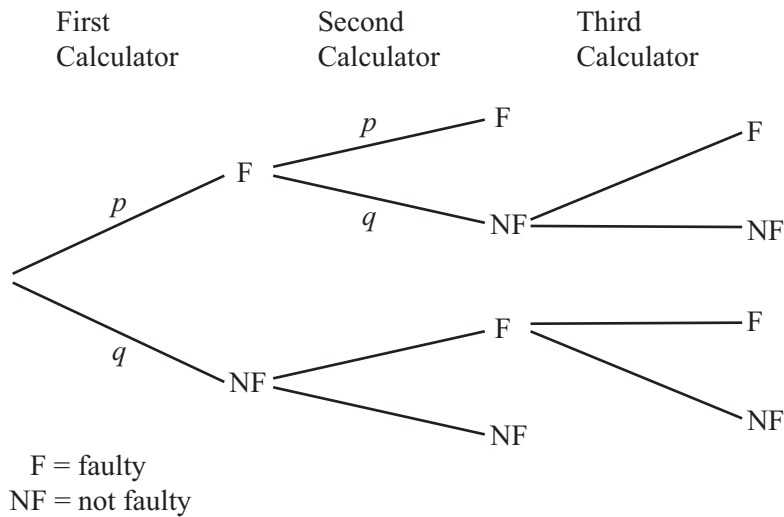 First Calculator
Second Calculator
Third Calculator
p
F
F
p
q
F
NF
NF
q
NF
F
F
NF
NF
F = faulty
NF = not faulty